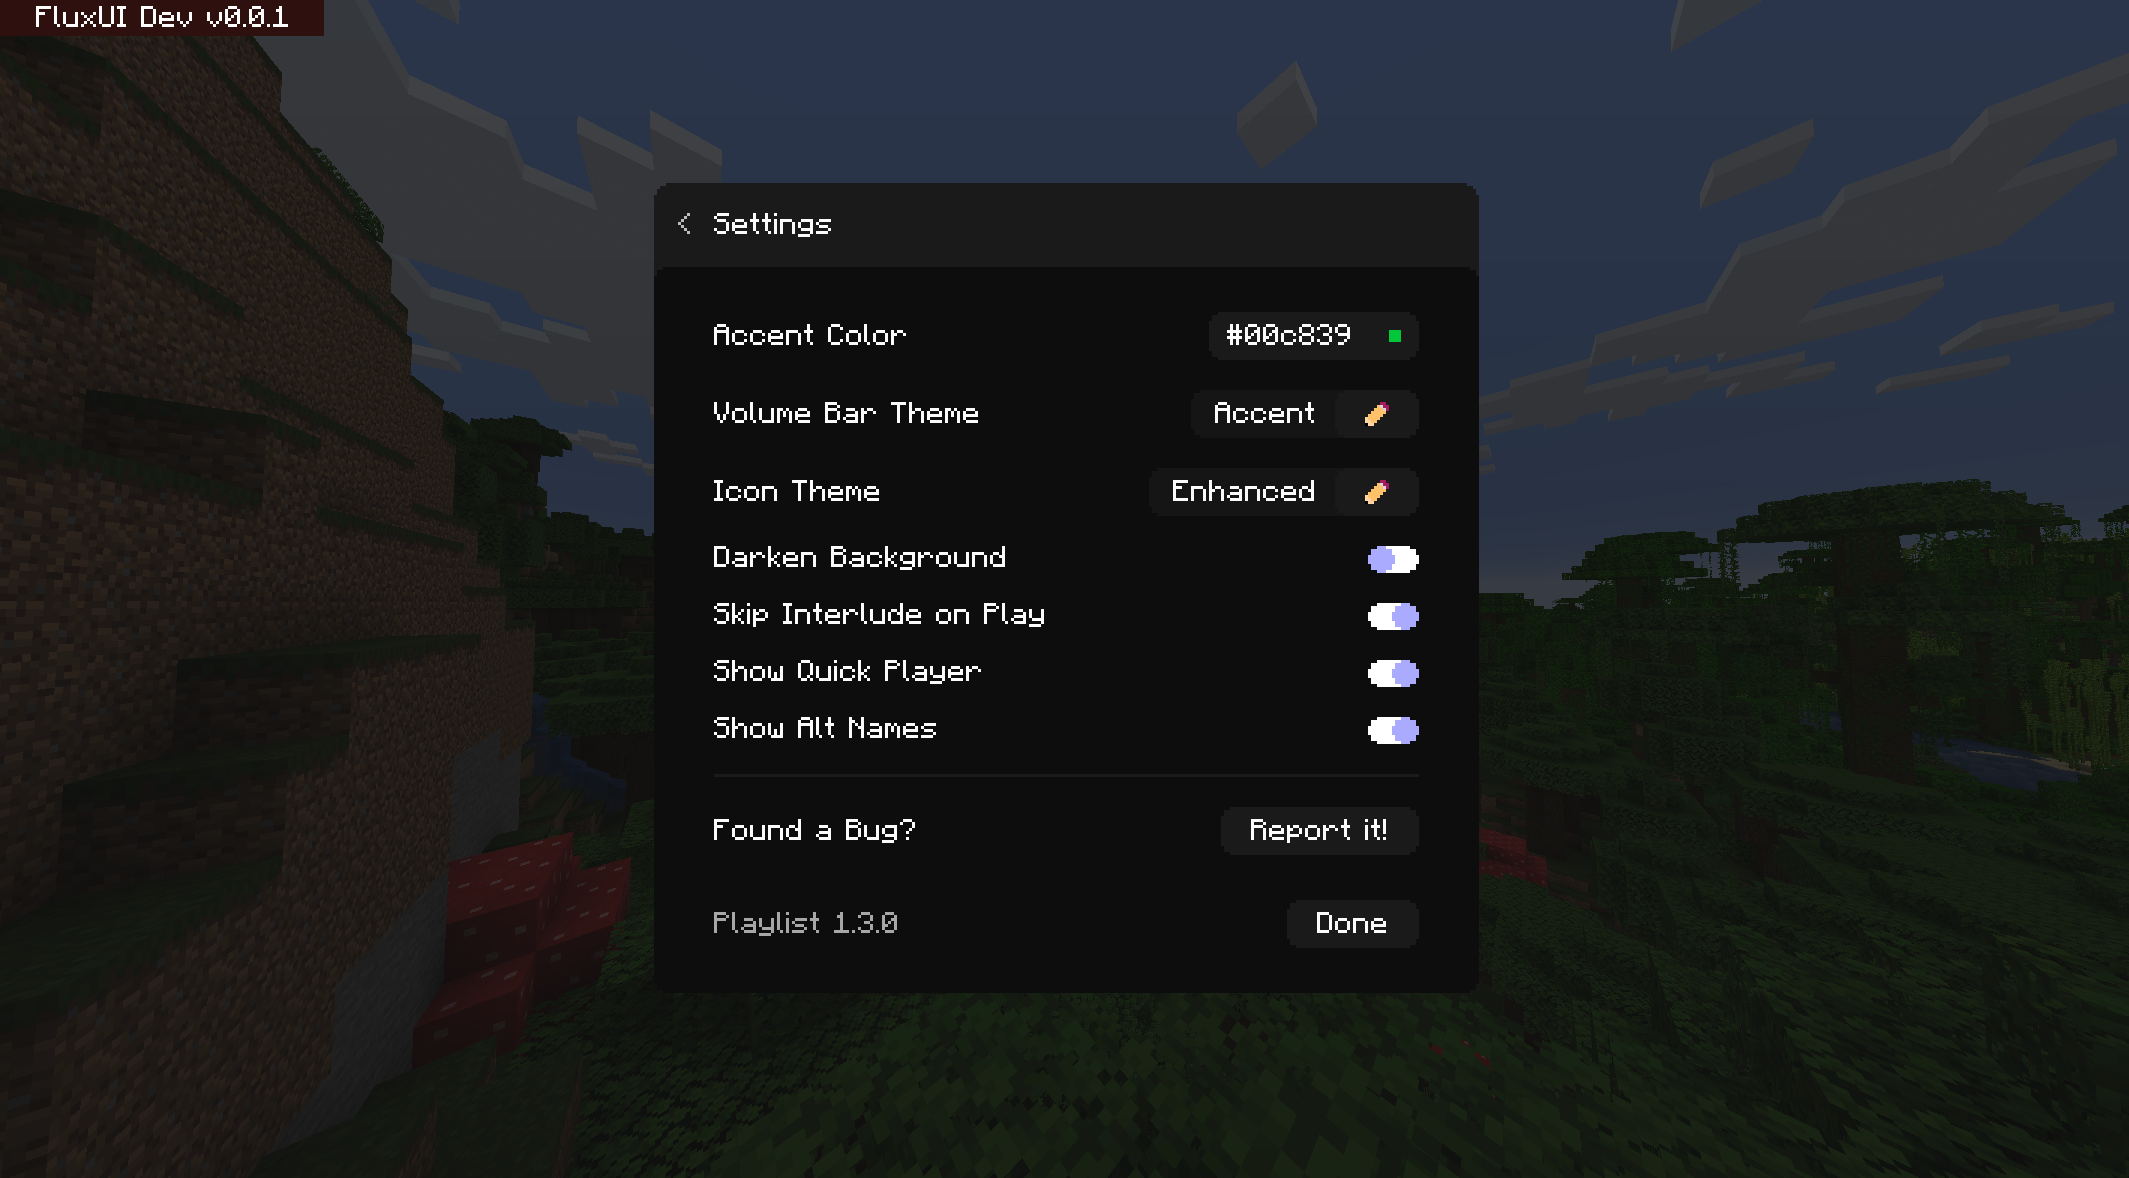 FluxUI Dev v0.0.1
Settings
Accent Color
#00c839
Volume Bar Theme
Accent
Icon Theme
Enhanced
Darken Background
Skip Interlude on Play
Show Quick Player
Show Alt Names
Found a Bug?
Report it!
Playlist 1.3.0
Done